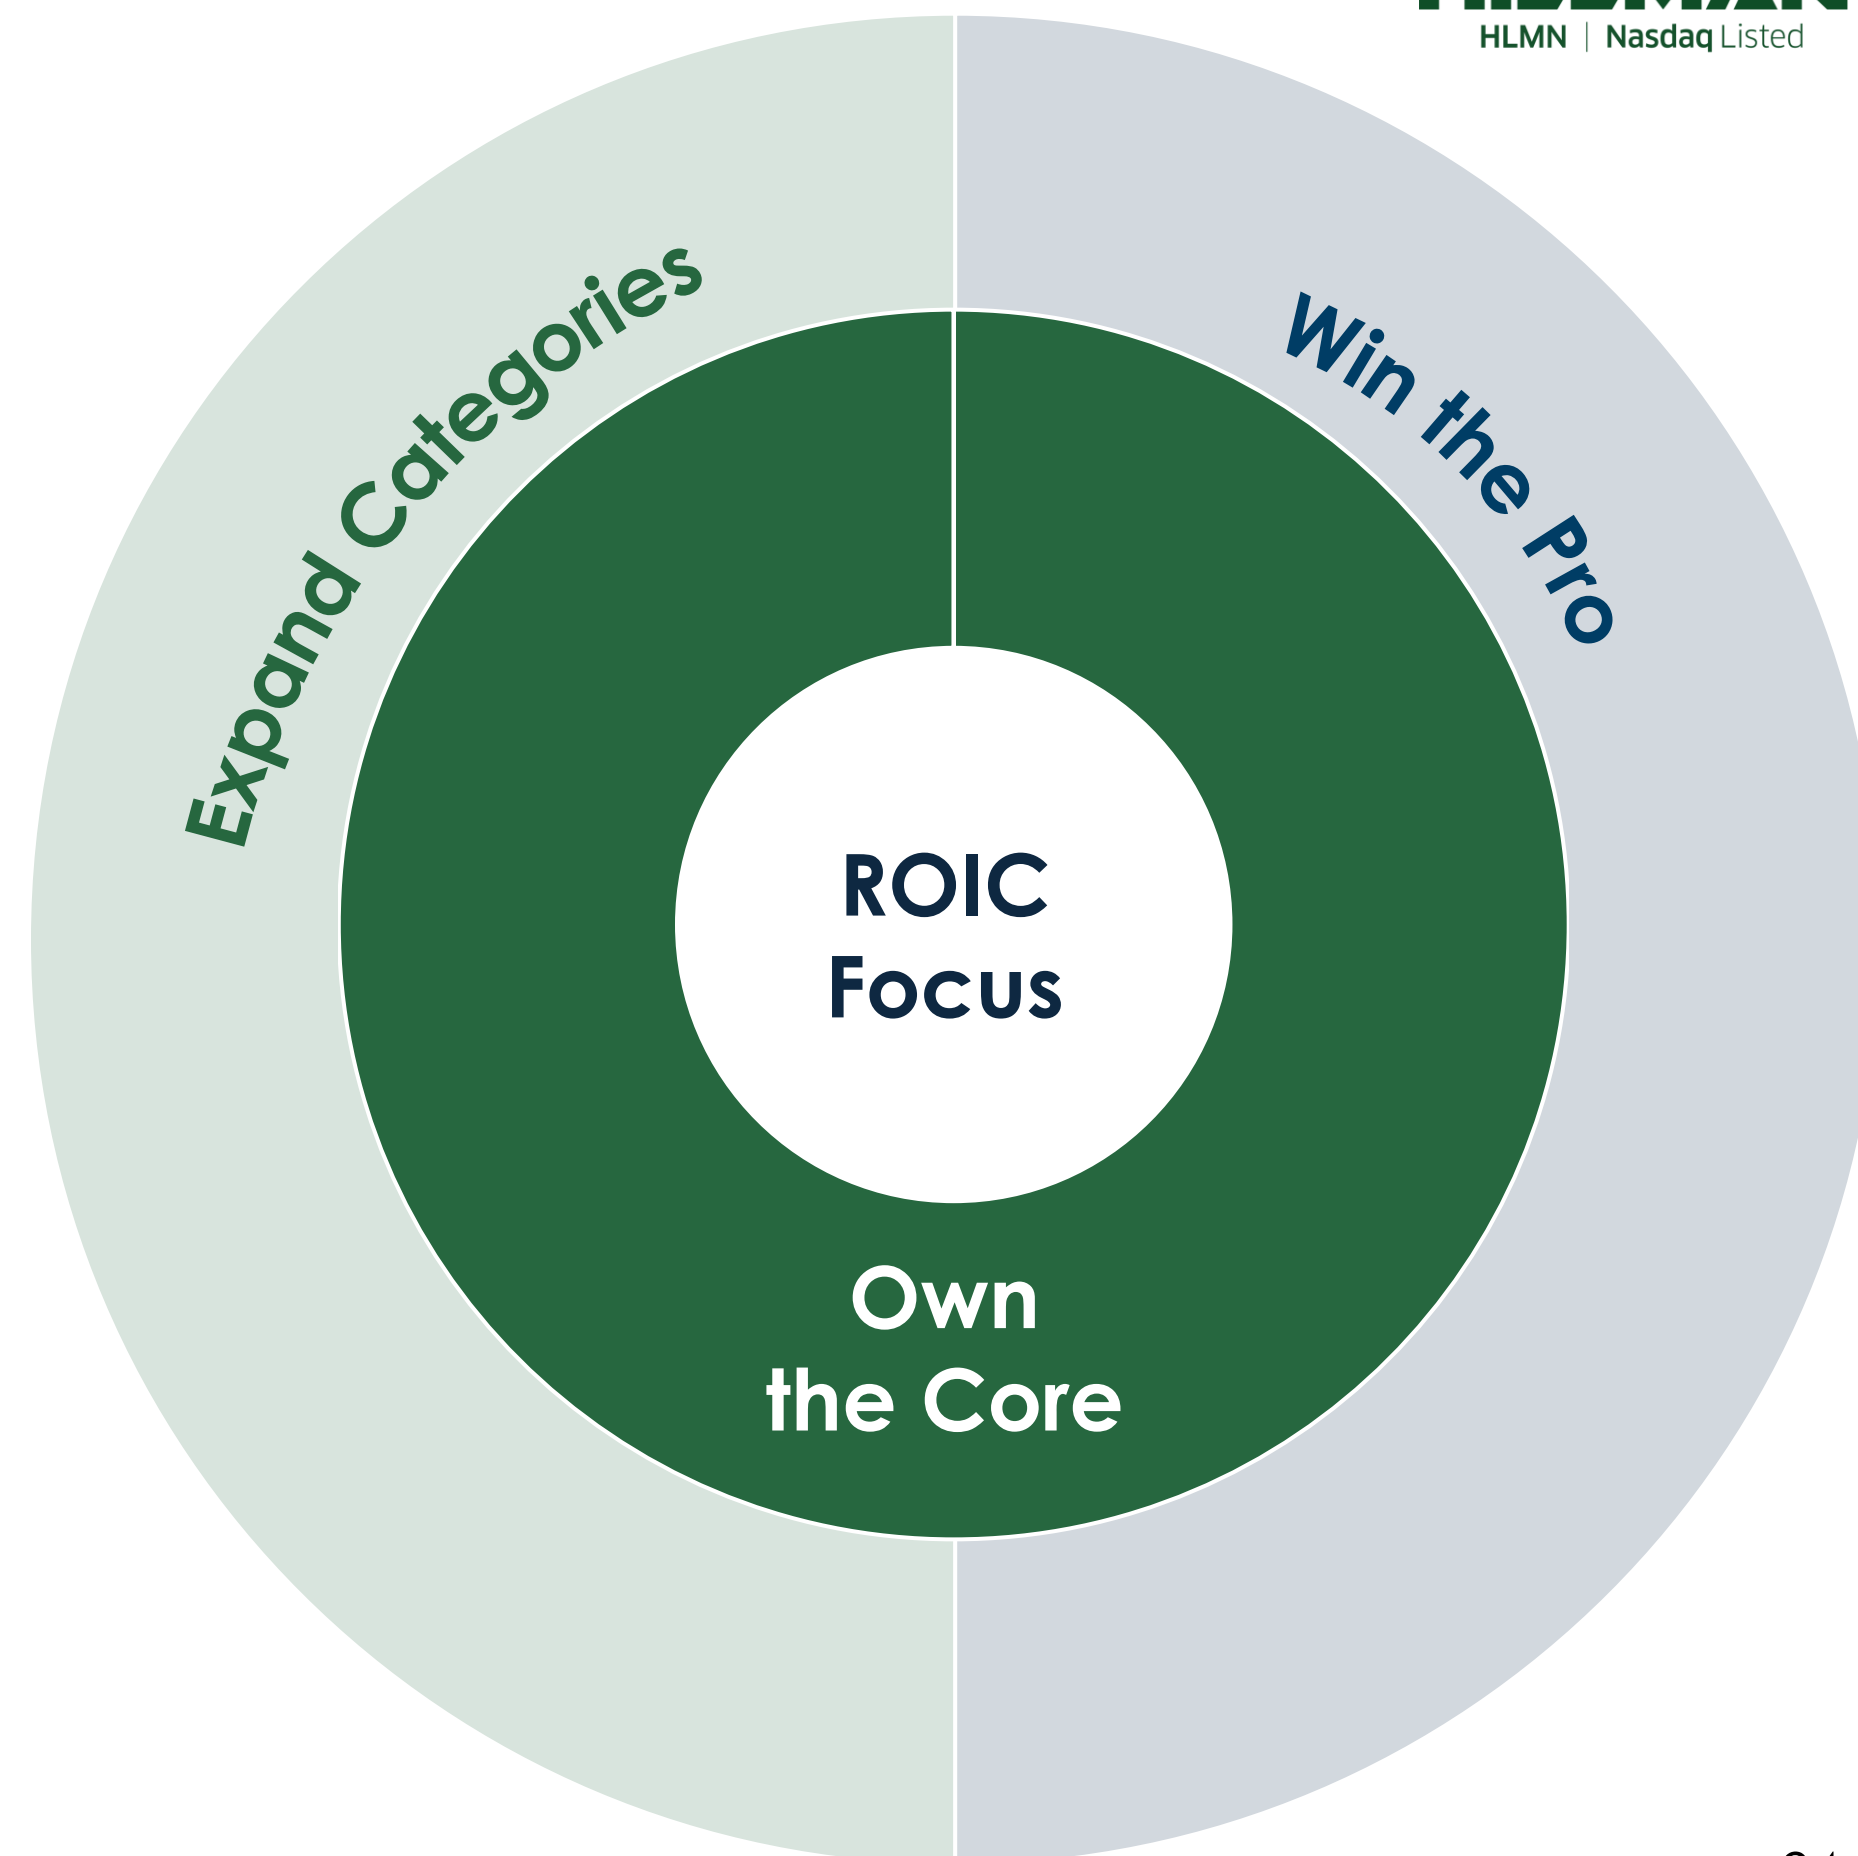 HLMN | Nasdaq Listed
Expand Categories
Win the Pro
ROIC
Focus
Own
the Core